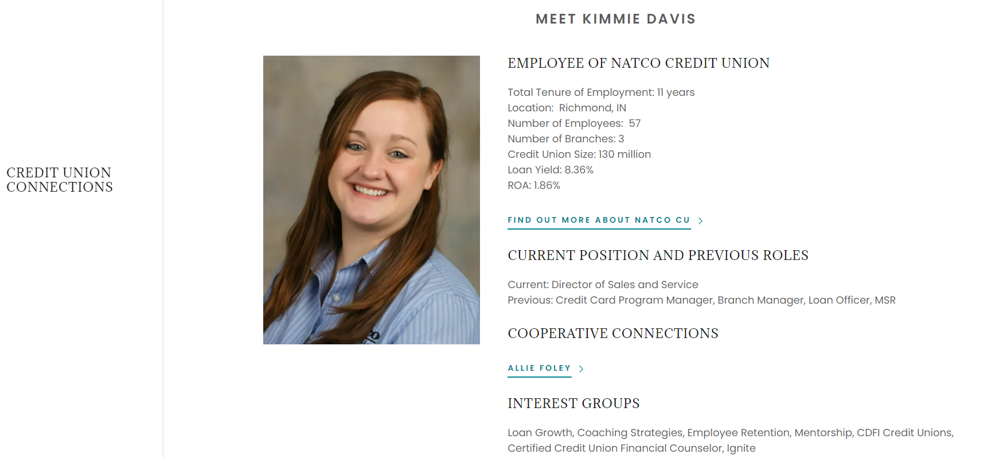 MEET KIMMIE DAVIS
CREDIT UNION
CONNECTIONS
EMPLOYEE OF NATCO CREDIT UNION
Total Tenure of Employment: 11 years
Location:  Richmond, IN
Number of Employees:  57
Number of Branches: 3
Credit Union Size: 130 million
Loan Yield: 8.36%
ROA: 1.86%
FIND OUT MORE ABOUT NATCO CU
CURRENT POSITION AND PREVIOUS ROLES
Current: Director of Sales and Service
Previous: Credit Card Program Manager, Branch Manager, Loan Officer, MSR
COOPERATIVE CONNECTIONS
ALLIE FOLEY
INTEREST GROUPS
Loan Growth, Coaching Strategies, Employee Retention, Mentorship, CDFI Credit Unions,
Certified Credit Union Financial Counselor, Ignite